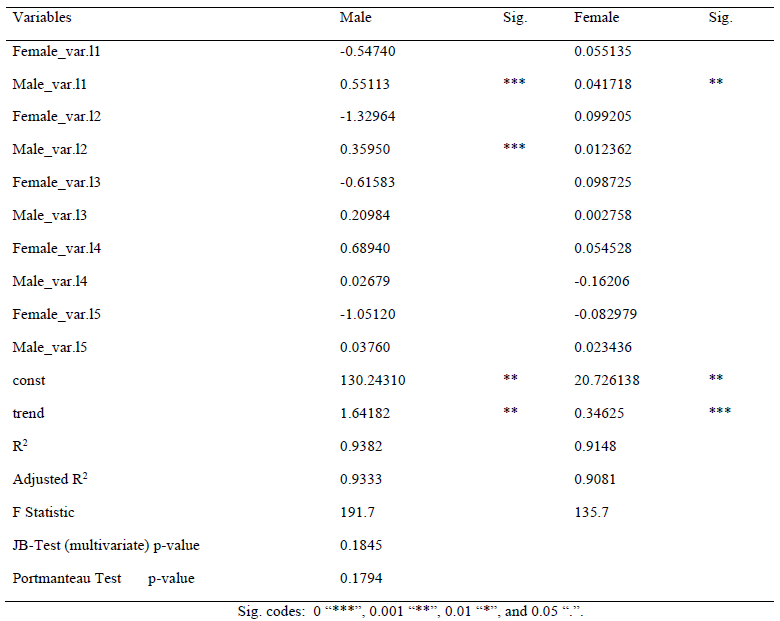 Variables Male Sig. Female Sig.
Female_var.l1 -0.54740 0.055135
Male_var.l1 0.55113 *** 0.041718 **
Female_var.l2 -1.32964 0.099205
Male_var.l2 0.35950 *** 0.012362
Female_var.l3 -0.61583 0.098725
Male_var.l3 0.20984 0.002758
Female_var.l4 0.68940 0.054528
Male_var.l4 0.02679 -0.16206
Female_var.l5 -1.05120 -0.082979
Male_var.l5 0.03760 0.023436
const 130.24310 ** 20.726138 **
trend 1.64182 ** 0.34625 ***
R² 0.9382 0.9148
Adjusted R² 0.9333 0.9081
F Statistic 191.7 135.7
JB-Test (multivariate) p-value 0.1845
Portmanteau Test p-value 0.1794
Sig. codes: 0 “***”, 0.001 “**”, 0.01 “*”, and 0.05 “.”.